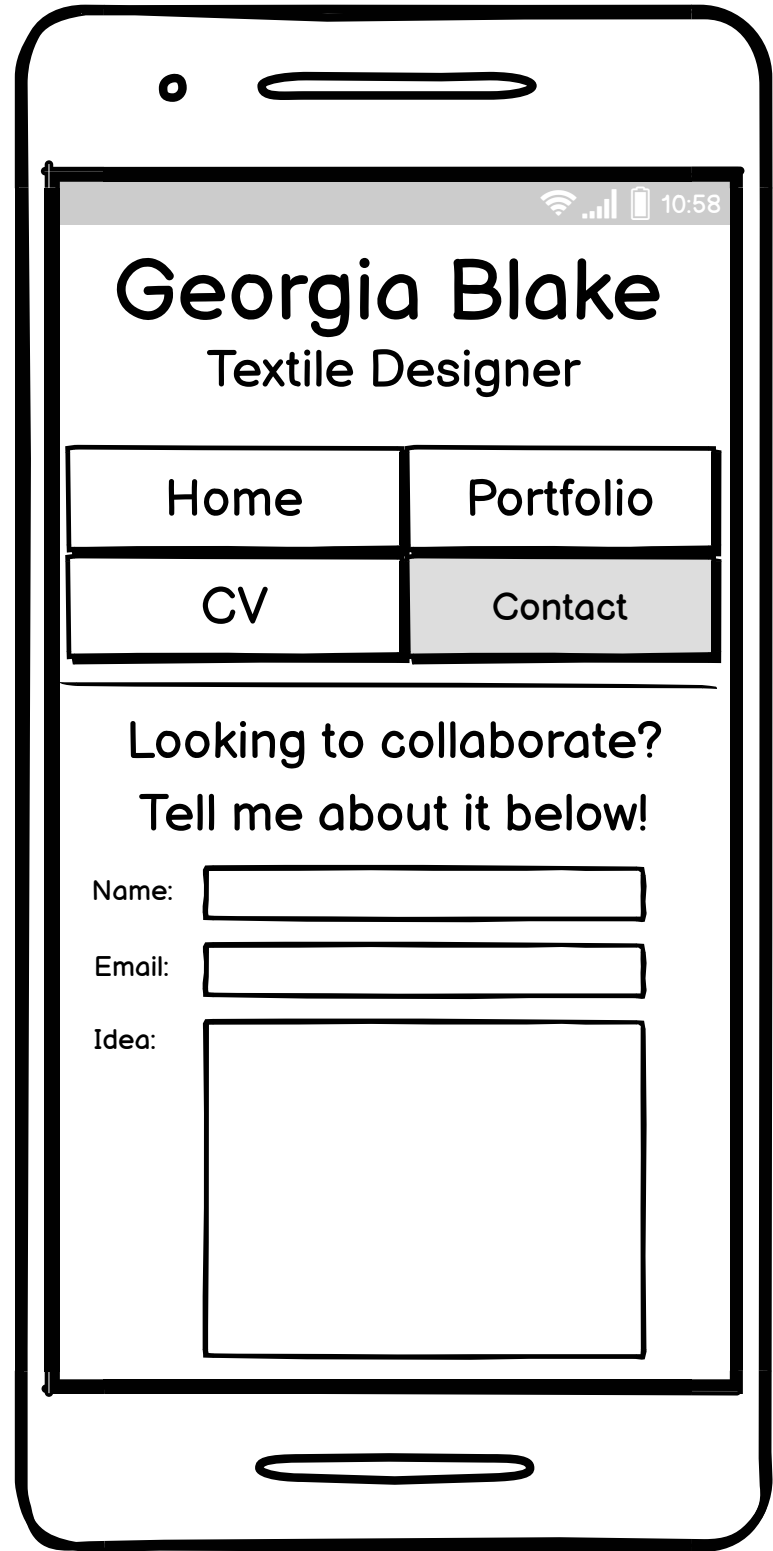 10:58
Georgia Blake
Textile Designer
Home Portfolio
CV Contact
Looking to collaborate?
Tell me about it below!
Name:
Email:
Idea: